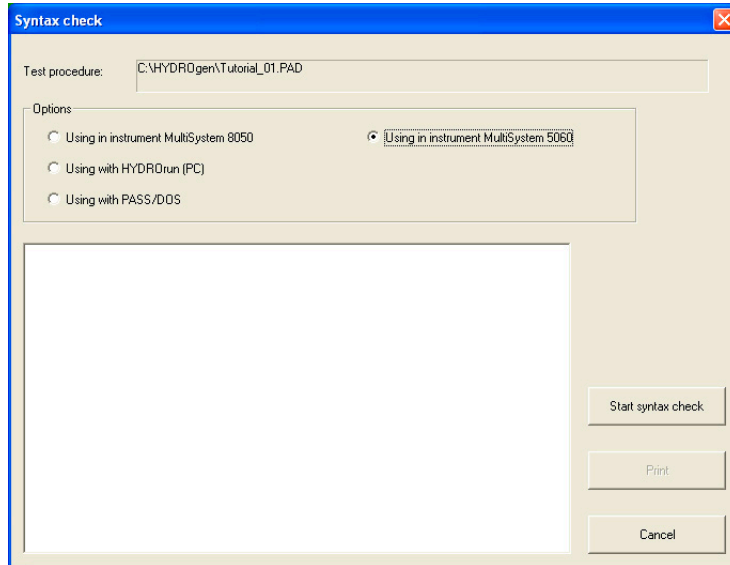 Syntax check
Test procedure: C:\HYDROgen\Tutorial_01.PAD
Options
Using in instrument MultiSystem 8050 Using in instrument MultiSystem 5060
Using with HYDROrun (PC)
Using with PASS/DOS
Start syntax check
Print
Cancel